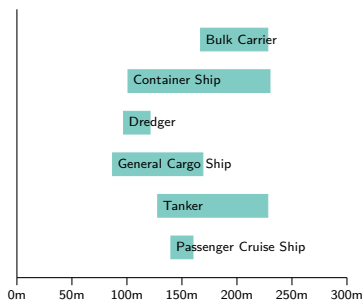 Bulk Carrier
Container Ship
Dredger
General Cargo Ship
Tanker
Passenger Cruise Ship
0m 50m 100m 150m 200m 250m 300m